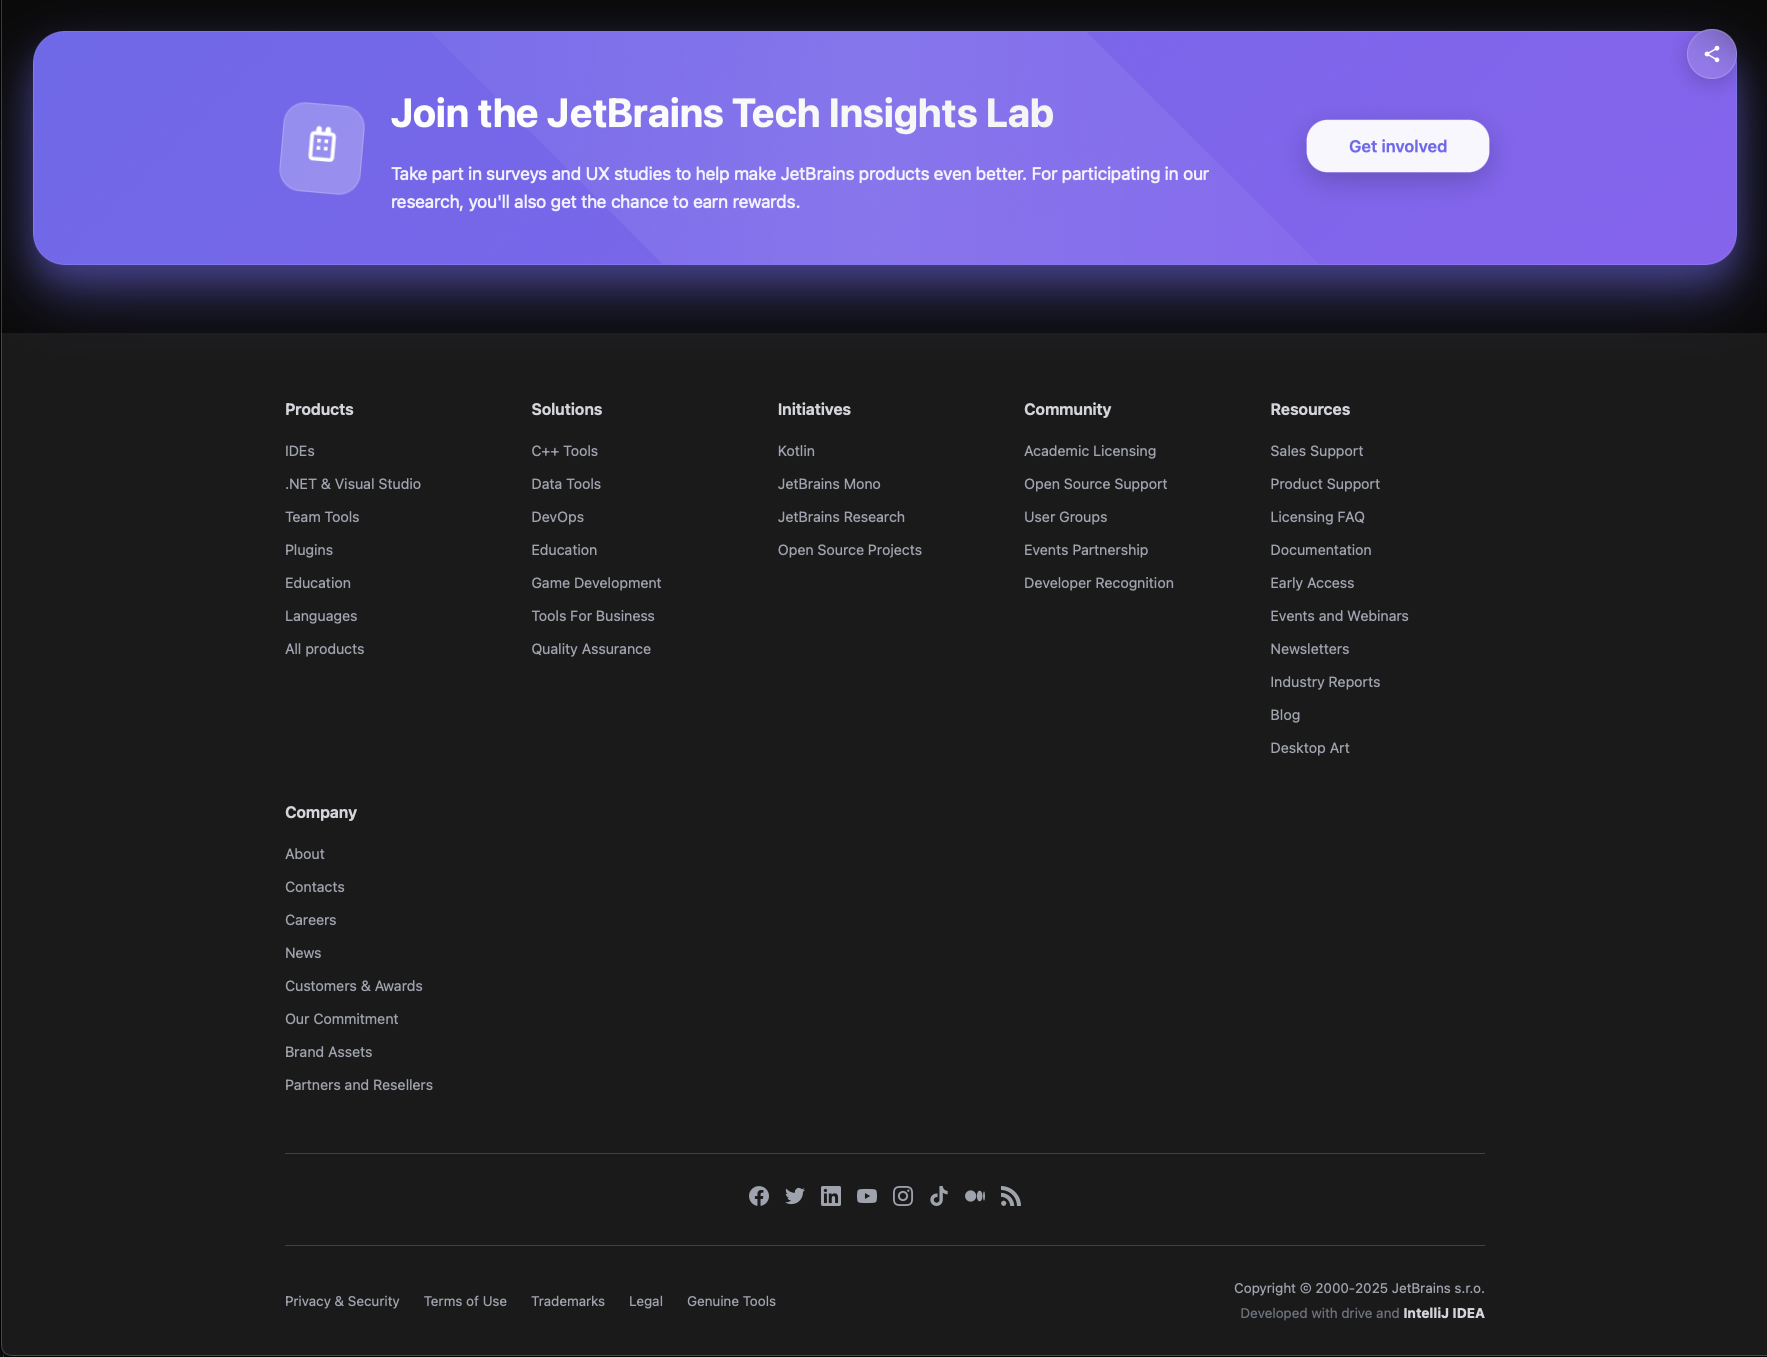 Join the JetBrains Tech Insights Lab
Take part in surveys and UX studies to help make JetBrains products even better. For participating in our
research, you'll also get the chance to earn rewards.
Get involved
Products
IDEs
.NET & Visual Studio
Team Tools
Plugins
Education
Languages
All products
Solutions
C++ Tools
Data Tools
DevOps
Education
Game Development
Tools For Business
Quality Assurance
Initiatives
Kotlin
JetBrains Mono
JetBrains Research
Open Source Projects
Community
Academic Licensing
Open Source Support
User Groups
Events Partnership
Developer Recognition
Resources
Sales Support
Product Support
Licensing FAQ
Documentation
Early Access
Events and Webinars
Newsletters
Industry Reports
Blog
Desktop Art
Company
About
Contacts
Careers
News
Customers & Awards
Our Commitment
Brand Assets
Partners and Resellers
Privacy & Security
Terms of Use
Trademarks
Legal
Genuine Tools
Copyright © 2000-2025 JetBrains s.r.o.
Developed with drive and IntelliJ IDEA